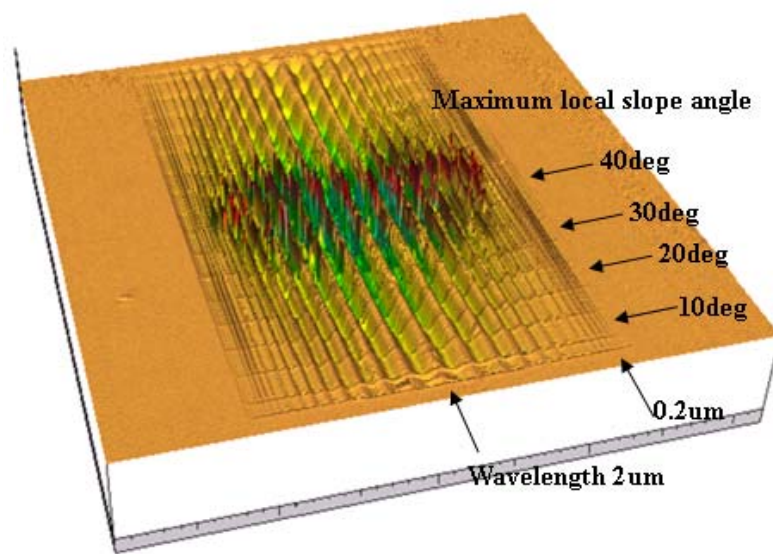 Maximum local slope angle
40deg
30deg
20deg
10deg
0.2um
Wavelength 2um